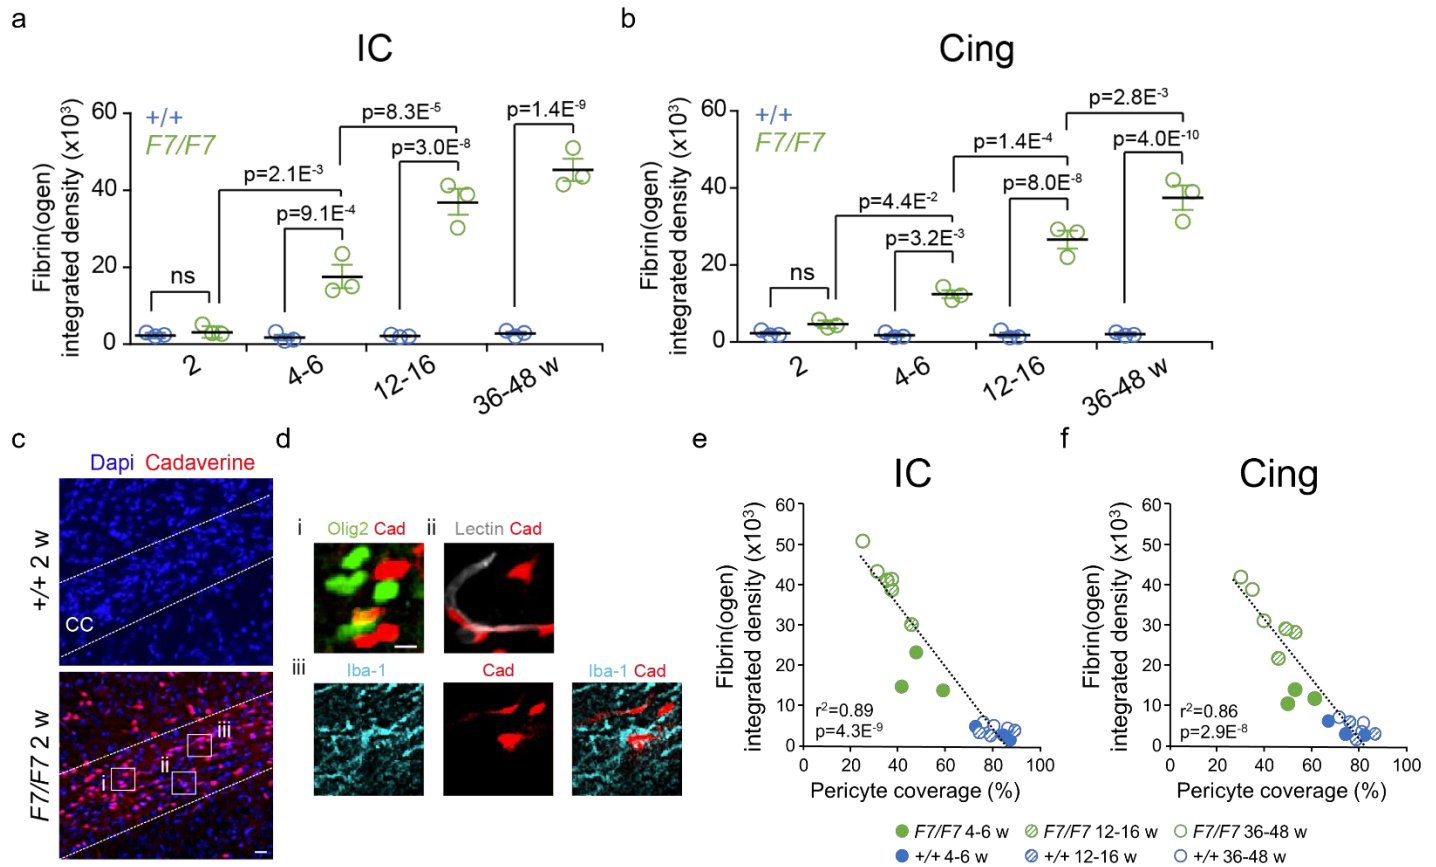 a
b
IC
Cing
Fibrin(ogen)
integrated density (x10³)
60
40
20
0
+/+
F7/F7
ns
p=2.1E⁻³
p=9.1E⁻⁴
p=8.3E⁻⁵
p=3.0E⁻⁸
p=1.4E⁻⁹
2
4-6
12-16
36-48 w
Fibrin(ogen)
integrated density (x10³)
60
40
20
0
+/+
F7/F7
ns
p=4.4E⁻²
p=3.2E⁻³
p=1.4E⁻⁴
p=8.0E⁻⁸
p=2.8E⁻³
p=4.0E⁻¹⁰
2
4-6
12-16
36-48 w
c
Dapi Cadaverine
+/+ 2 w
CC
F7/F7 2 w
i
ii
iii
d
i
Olig2 Cad
ii
Lectin Cad
iii
Iba-1
Cad
Iba-1 Cad
e
IC
Fibrin(ogen)
integrated density (x10³)
60
50
40
30
20
10
0
r²=0.89
p=4.3E⁻⁹
0 20 40 60 80 100
Pericyte coverage (%)
f
Cing
Fibrin(ogen)
integrated density (x10³)
60
50
40
30
20
10
0
r²=0.86
p=2.9E⁻⁸
0 20 40 60 80 100
Pericyte coverage (%)
F7/F7 4-6 w F7/F7 12-16 w F7/F7 36-48 w
+/+ 4-6 w +/+ 12-16 w +/+ 36-48 w